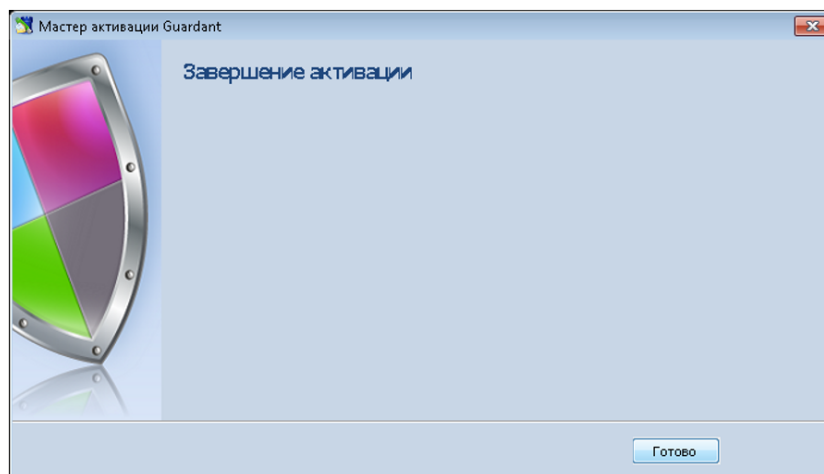 Мастер активации Guardant
Завершение активации
Готово